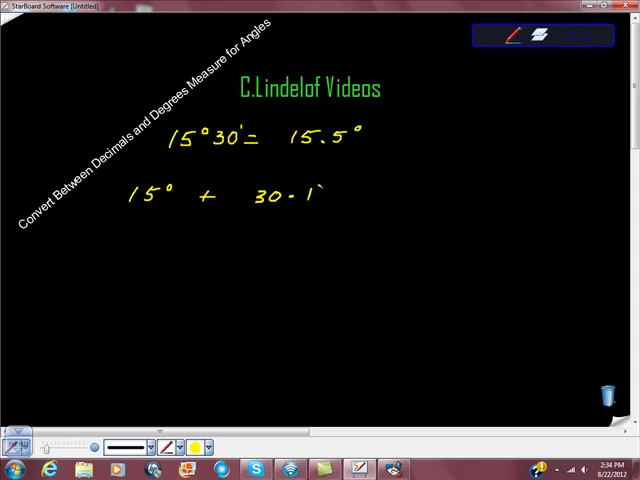 StarBoard Software [Untitled]
Convert Between Decimals and Degrees Measure for Angles
C.Lindelof Videos
15°30'= 15.5°
15° + 30·1'
2:34 PM
8/22/2012